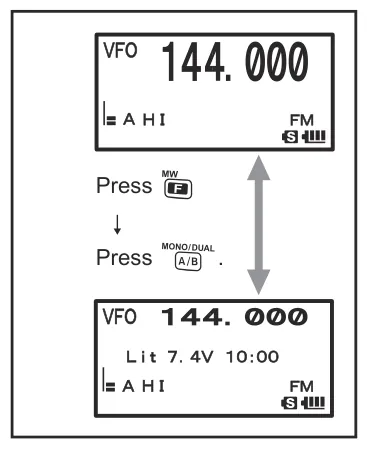 VFO 144.000
A HI FM
S
MW
Press F
↓
MONO/DUAL
Press A/B .
VFO 144.000
Lit 7.4V 10:00
A HI FM
S